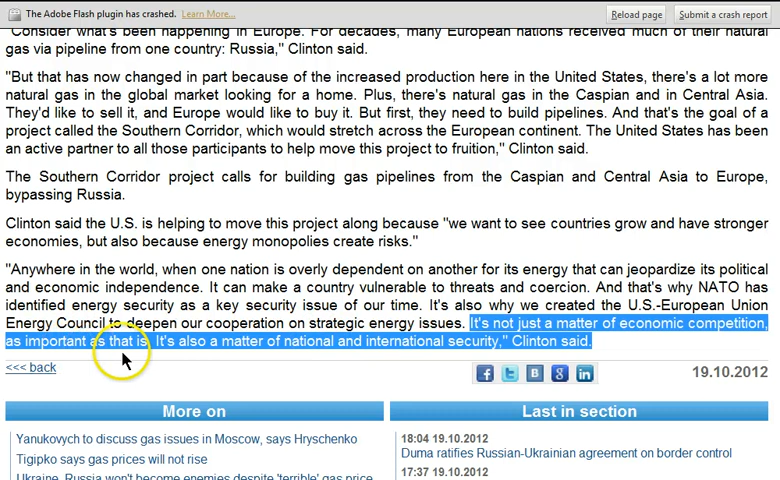 The Adobe Flash plugin has crashed. Learn More...
Reload page
Submit a crash report
"Consider what's been happening in Europe. For decades, many European nations received much of their natural
gas via pipeline from one country: Russia," Clinton said.
"But that has now changed in part because of the increased production here in the United States, there's a lot more
natural gas in the global market looking for a home. Plus, there's natural gas in the Caspian and in Central Asia.
They'd like to sell it, and Europe would like to buy it. But first, they need to build pipelines. And that's the goal of a
project called the Southern Corridor, which would stretch across the European continent. The United States has been
an active partner to all those participants to help move this project to fruition," Clinton said.
The Southern Corridor project calls for building gas pipelines from the Caspian and Central Asia to Europe,
bypassing Russia.
Clinton said the U.S. is helping to move this project along because "we want to see countries grow and have stronger
economies, but also because energy monopolies create risks."
"Anywhere in the world, when one nation is overly dependent on another for its energy that can jeopardize its political
and economic independence. It can make a country vulnerable to threats and coercion. And that's why NATO has
identified energy security as a key security issue of our time. It's also why we created the U.S.-European Union
Energy Council to deepen our cooperation on strategic energy issues. It's not just a matter of economic competition,
as important as that is. It's also a matter of national and international security," Clinton said.
<<< back
19.10.2012
More on
Yanukovych to discuss gas issues in Moscow, says Hryschenko
Tigipko says gas prices will not rise
Ukraine, Russia won't become enemies despite 'terrible' gas price
Last in section
18:04 19.10.2012
Duma ratifies Russian-Ukrainian agreement on border control
17:37 19.10.2012